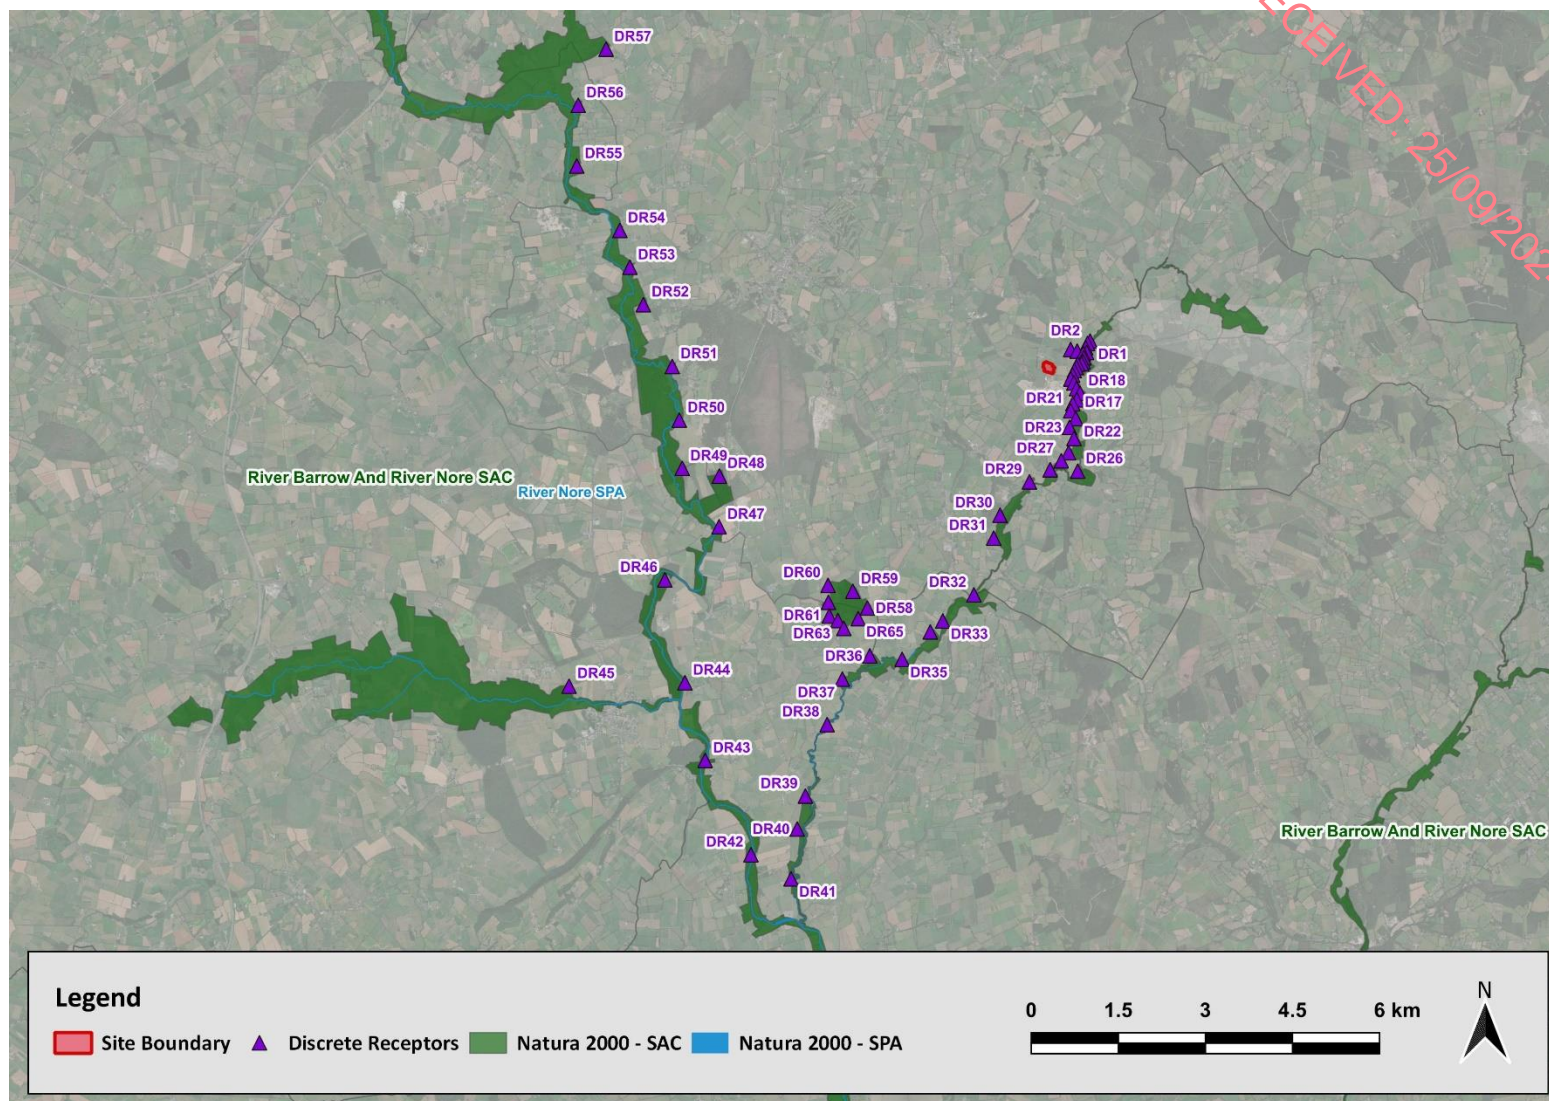 RECEIVED: 25/09/202
DR57
DR56
DR55
DR54
DR53
DR52
DR2
DR1
DR51
DR18
DR21
DR17
DR50
DR23
DR22
DR27
DR49
DR48
DR29
DR26
River Barrow And River Nore SAC
River Nore SPA
DR30
DR47
DR31
DR46
DR60
DR59
DR32
DR58
DR61
DR63
DR65
DR33
DR36
DR35
DR45
DR44
DR37
DR38
DR43
DR39
DR40
River Barrow And River Nore SAC
DR42
DR41
Legend
Site Boundary
Discrete Receptors
Natura 2000 - SAC
Natura 2000 - SPA
0 1.5 3 4.5 6 km
N